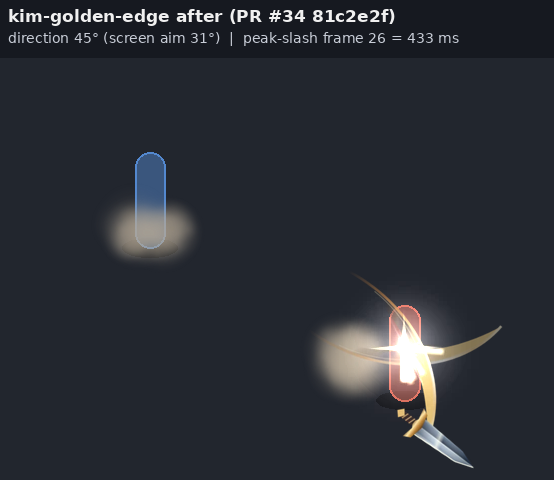 kim-golden-edge after (PR #34 81c2e2f)
direction 45° (screen aim 31°)  |  peak-slash frame 26 = 433 ms